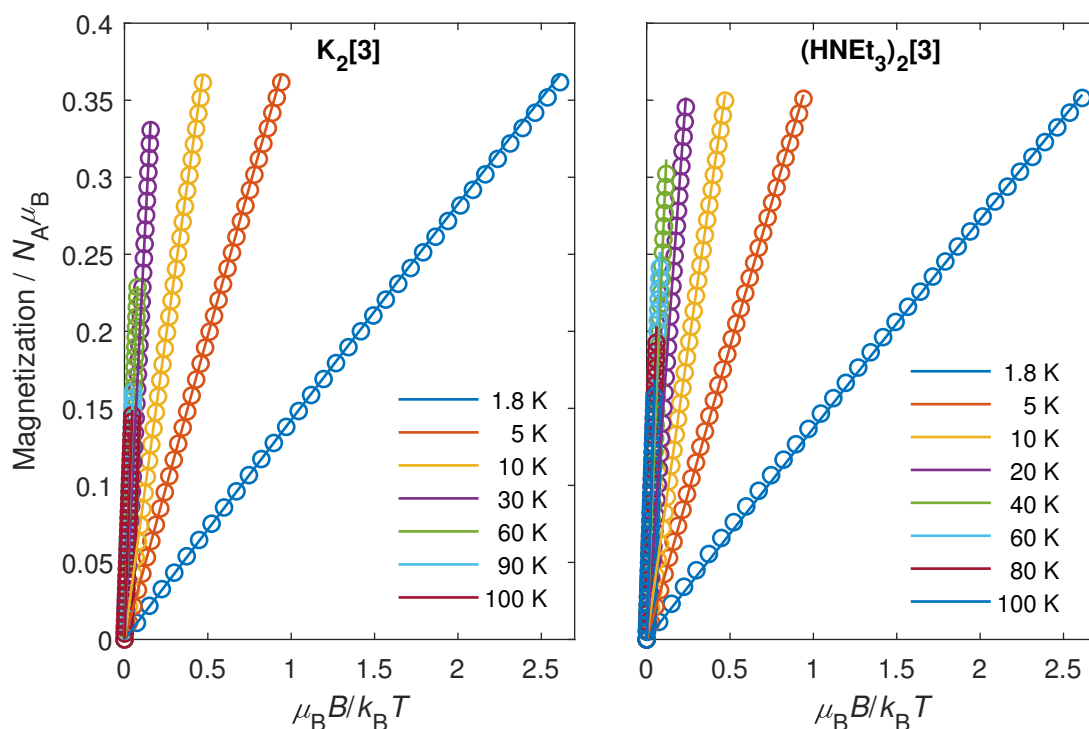 K2[3]
(HNEt3)2[3]
Magnetization / NAμB
0.4
0.35
0.3
0.25
0.2
0.15
0.1
0.05
0
1.8 K
5 K
10 K
30 K
60 K
90 K
100 K
1.8 K
5 K
10 K
20 K
40 K
60 K
80 K
100 K
0 0.5 1 1.5 2 2.5
0 0.5 1 1.5 2 2.5
μBB/kBT
μBB/kBT